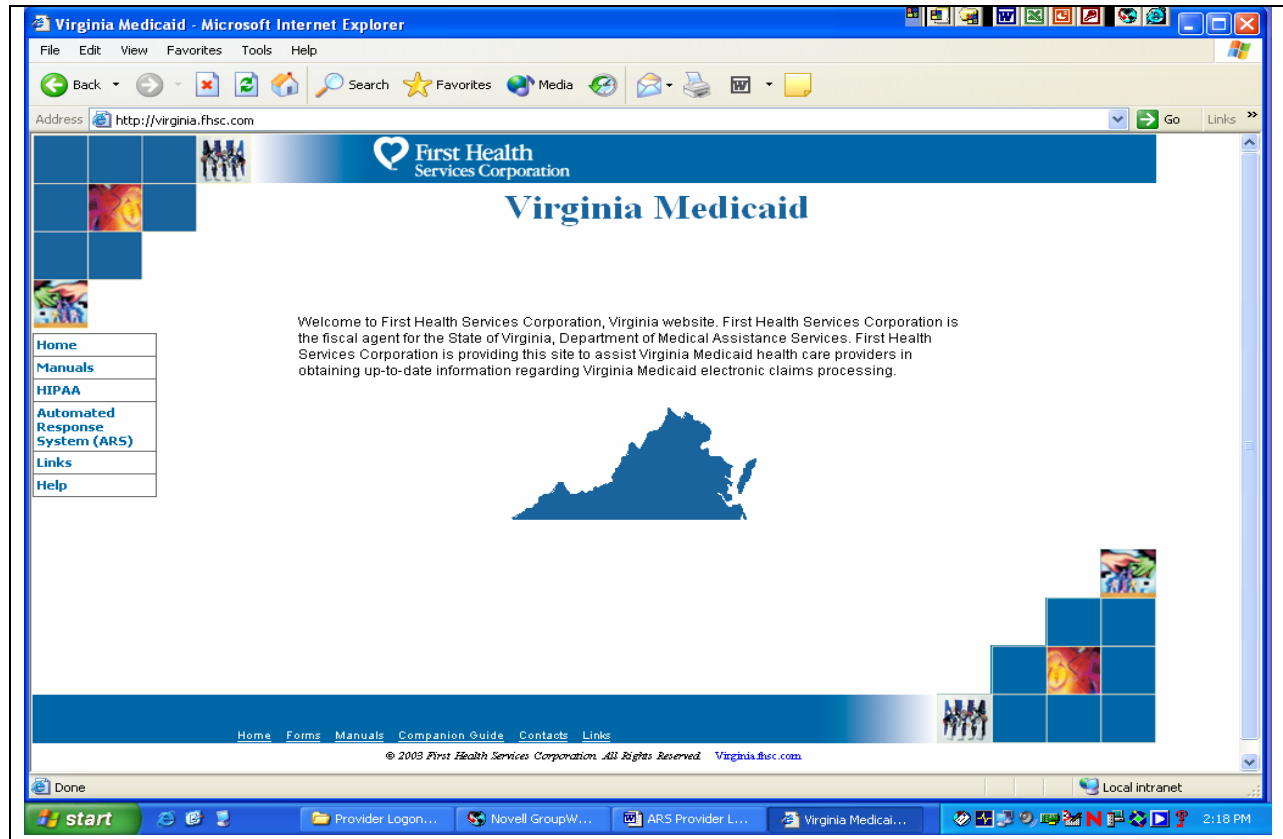 Virginia Medicaid - Microsoft Internet Explorer
File Edit View Favorites Tools Help
Back Search Favorites Media
Address http://virginia.fhsc.com Go Links »
First Health
Services Corporation
Virginia Medicaid
Welcome to First Health Services Corporation, Virginia website. First Health Services Corporation is
the fiscal agent for the State of Virginia, Department of Medical Assistance Services. First Health
Services Corporation is providing this site to assist Virginia Medicaid health care providers in
obtaining up-to-date information regarding Virginia Medicaid electronic claims processing.
Home
Manuals
HIPAA
Automated
Response
System (ARS)
Links
Help
Home Forms Manuals Companion Guide Contacts Links
© 2003 First Health Services Corporation. All Rights Reserved Virginia.fhsc.com
Done Local intranet
start Provider Logon... Novell GroupW... ARS Provider L... Virginia Medicai... 2:18 PM